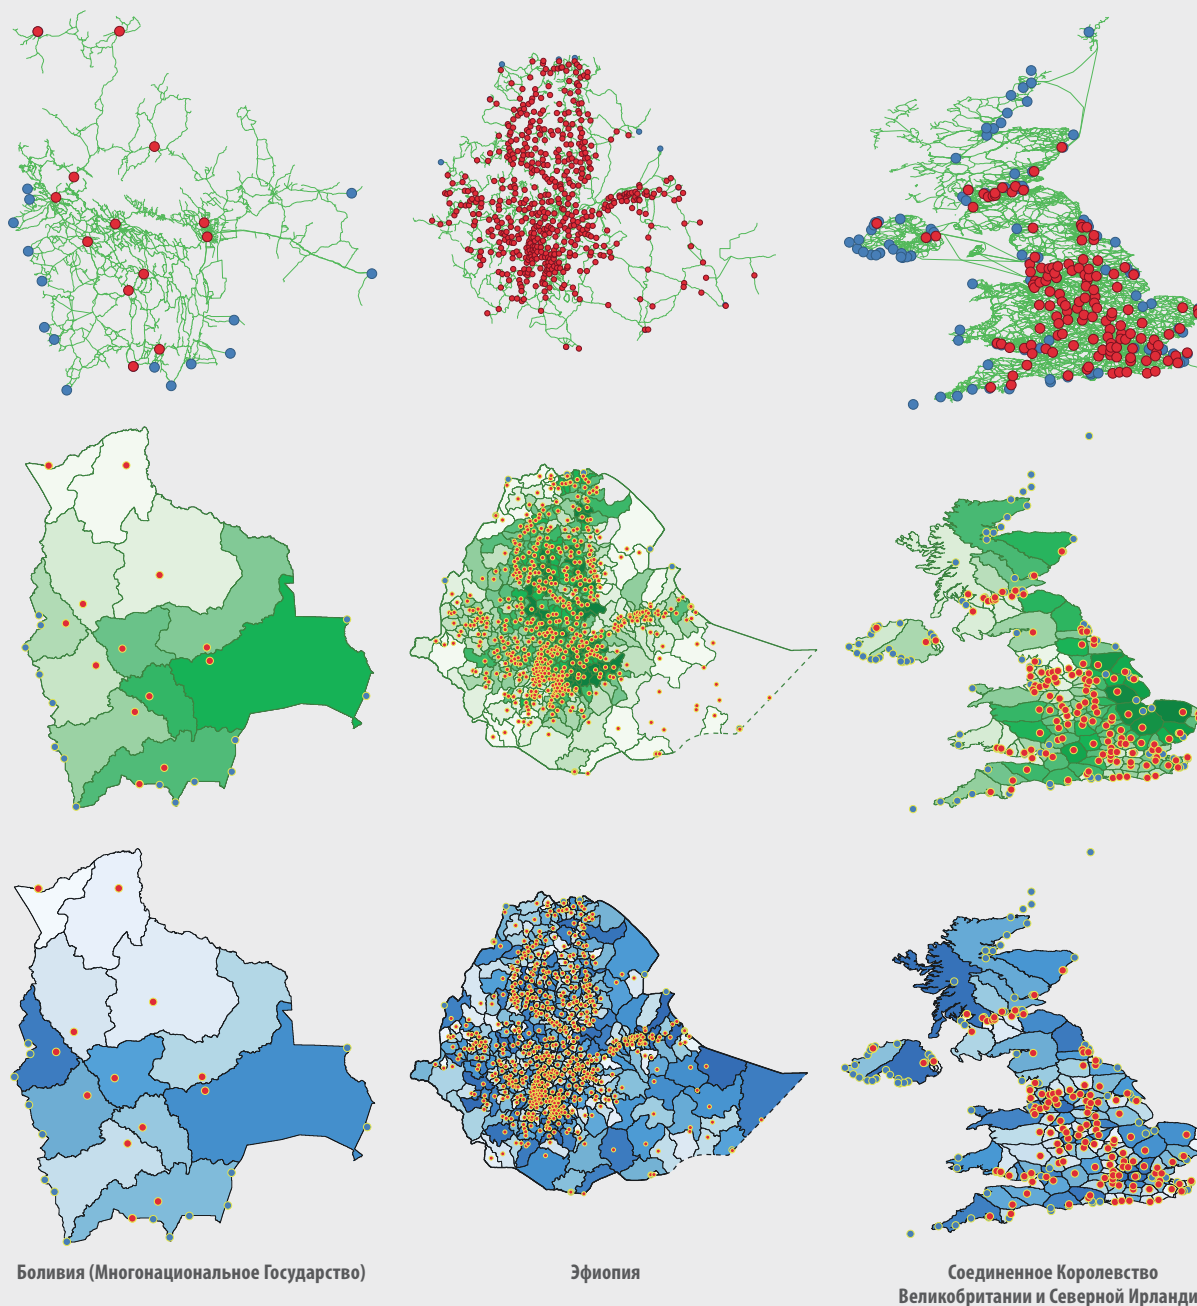 Боливия (Многонациональное Государство)
Эфиопия
Соединенное Королевство
Великобритании и Северной Ирланди